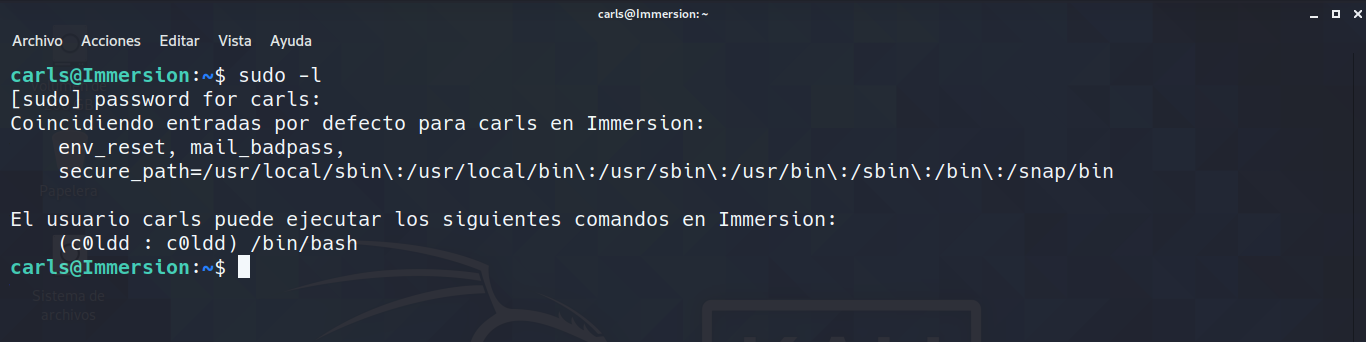 carls@Immersion: ~
Archivo Acciones Editar Vista Ayuda
carls@Immersion:~$ sudo -l
[sudo] password for carls:
Coincidiendo entradas por defecto para carls en Immersion:
env_reset, mail_badpass,
secure_path=/usr/local/sbin\:/usr/local/bin\:/usr/sbin\:/usr/bin\:/sbin\:/bin\:/snap/bin
Papelera
El usuario carls puede ejecutar los siguientes comandos en Immersion:
(c0ldd : c0ldd) /bin/bash
carls@Immersion:~$
Sistema de
archivos